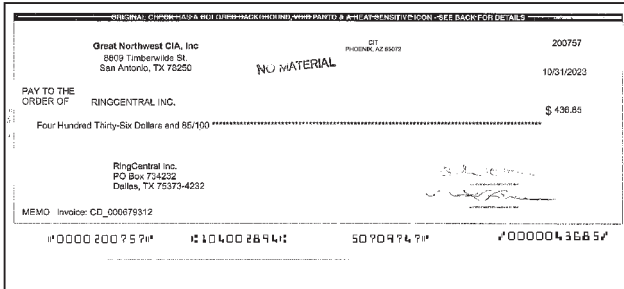 ORIGINAL CHECK HAS A COLORED BACKGROUND, VOID PANTO & A HEAT SENSITIVE ICON - SEE BACK FOR DETAILS
Great Northwest CIA, Inc
8809 Timberwilde St.
San Antonio, TX 78250
CIT
PHOENIX, AZ 85072
200757
NO MATERIAL
10/31/2023
PAY TO THE
ORDER OF RINGCENTRAL INC.
$ 436.85
Four Hundred Thirty-Six Dollars and 85/100
RingCentral Inc.
PO Box 734232
Dallas, TX 75373-4232
MEMO Invoice: CD_000679312
⑈0000200757⑈ ⑆104002894⑆ 50709747⑈ ⑇0000043685⑇